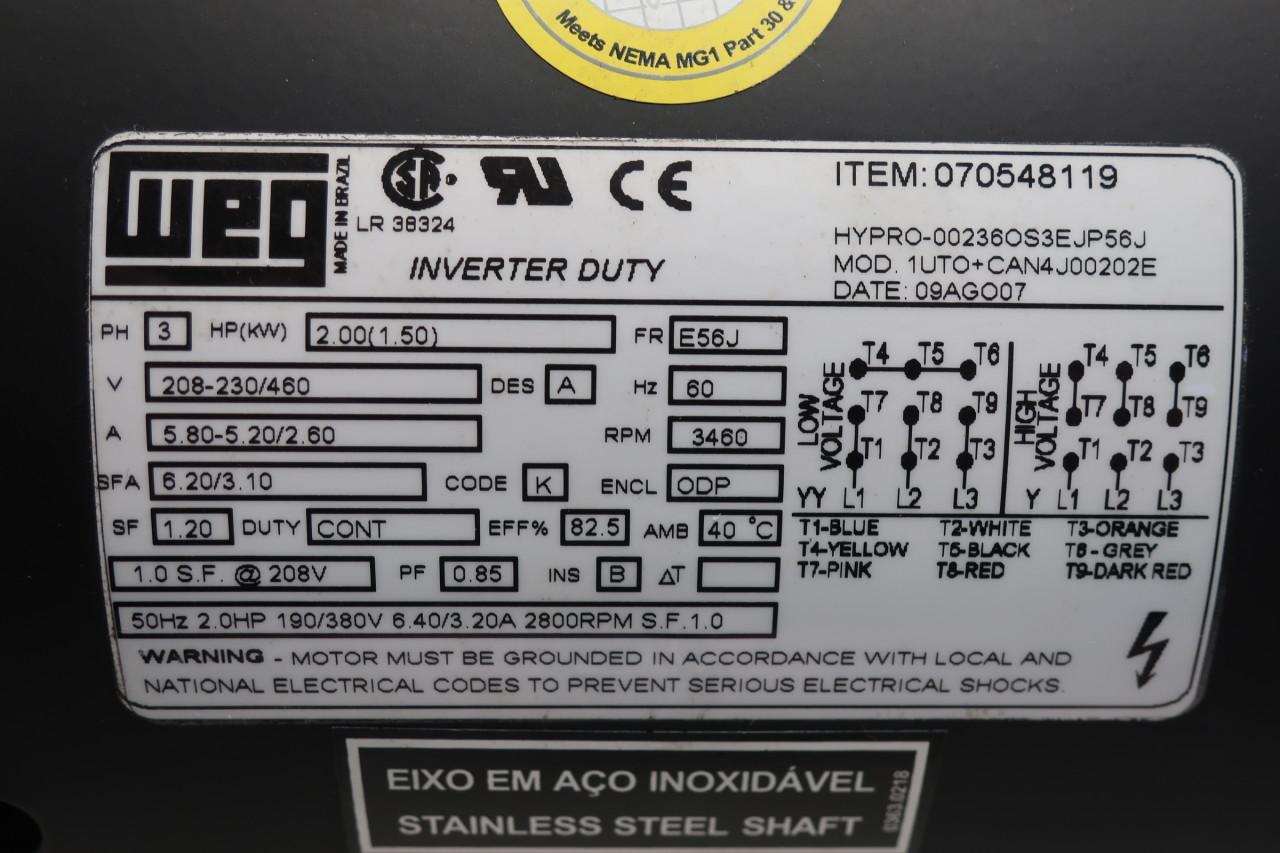 Meets NEMA MG1 Part 30 &
WEG
MADE IN BRAZIL
LR 38324
CE
INVERTER DUTY
ITEM: 070548119
HYPRO-00236OS3EJP56J
MOD. 1UTO+CAN4J00202E
DATE: 09AGO07
PH 3 HP(KW) 2.00(1.50) FR E56J
V 208-230/460 DES A Hz 60
A 5.80-5.20/2.60 RPM 3460
SFA 6.20/3.10 CODE K ENCL ODP
SF 1.20 DUTY CONT EFF% 82.5 AMB 40 °C
1.0 S.F. @ 208V PF 0.85 INS B ΔT
50Hz 2.0HP 190/380V 6.40/3.20A 2800RPM S.F.1.0
LOW VOLTAGE
T4 T5 T6
T7 T8 T9
T1 T2 T3
YY L1 L2 L3
HIGH VOLTAGE
T4 T5 T6
T7 T8 T9
T1 T2 T3
Y L1 L2 L3
T1-BLUE T2-WHITE T3-ORANGE
T4-YELLOW T5-BLACK T6-GREY
T7-PINK T8-RED T9-DARK RED
WARNING - MOTOR MUST BE GROUNDED IN ACCORDANCE WITH LOCAL AND
NATIONAL ELECTRICAL CODES TO PREVENT SERIOUS ELECTRICAL SHOCKS.
EIXO EM AÇO INOXIDÁVEL
STAINLESS STEEL SHAFT
0363.0218